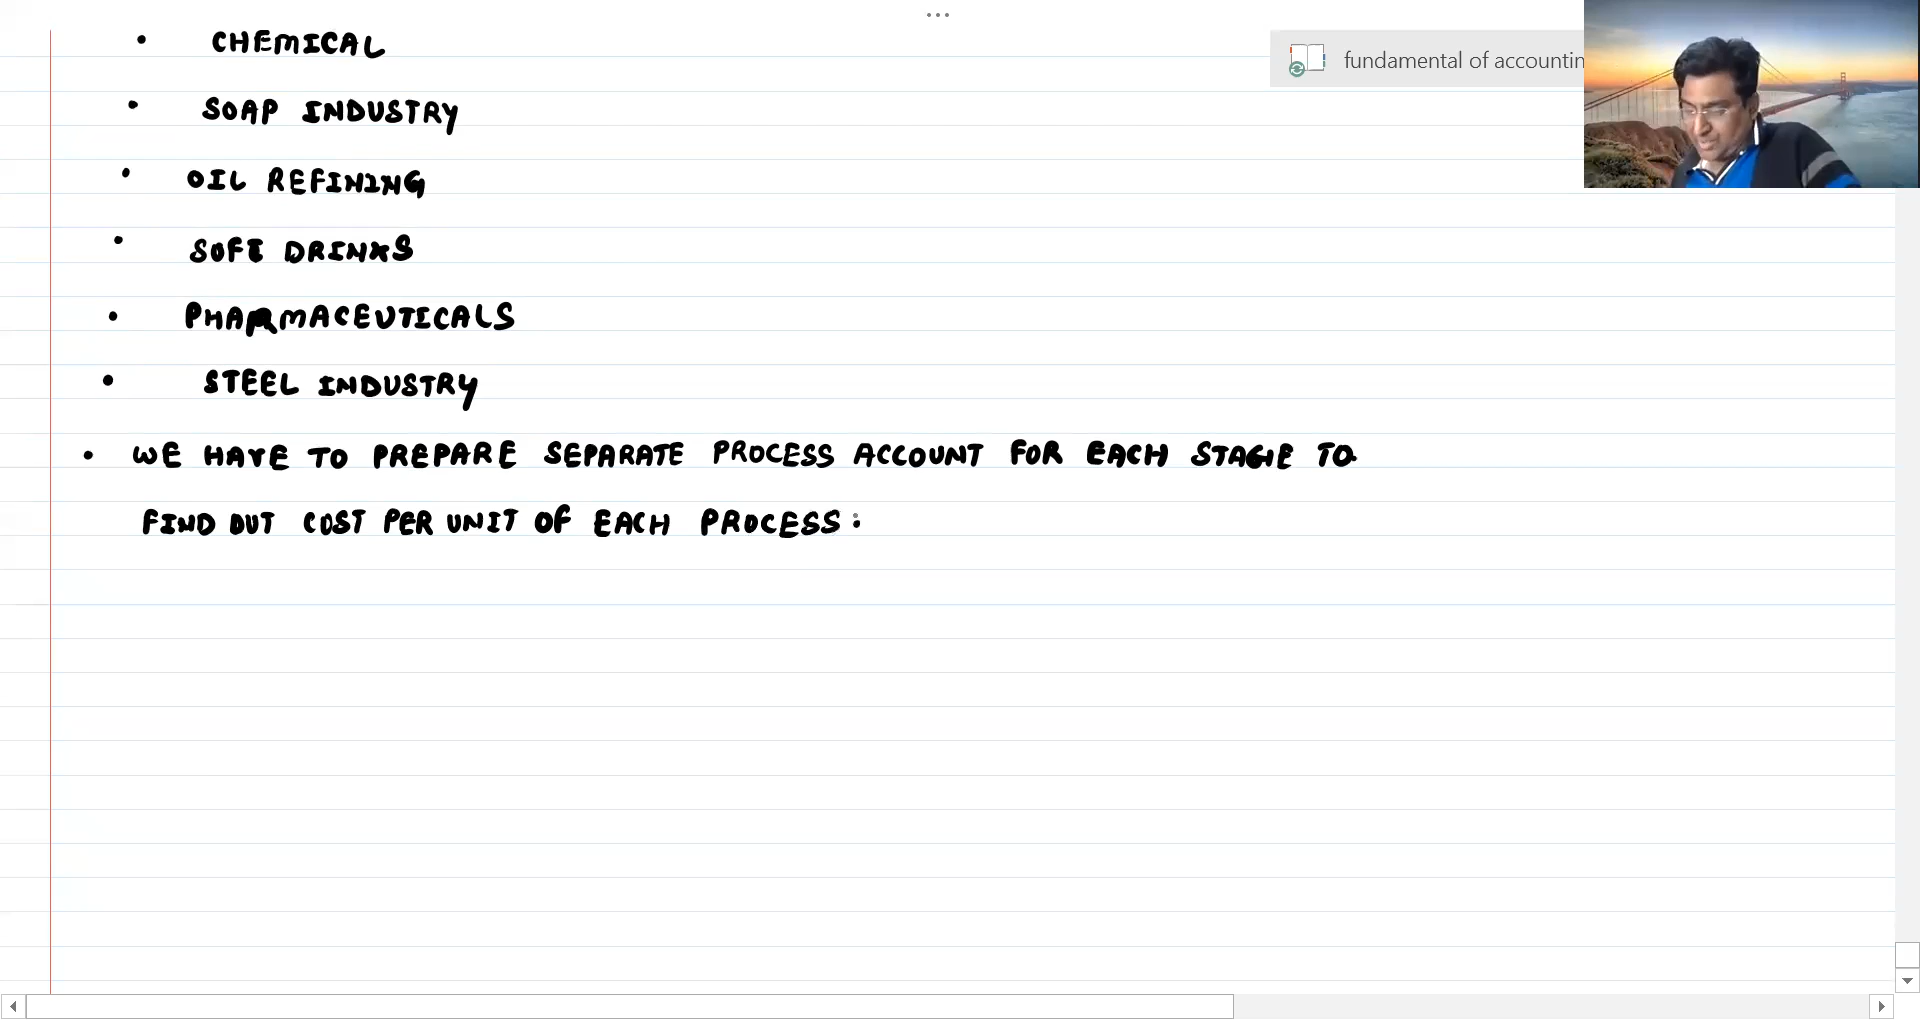 • CHEMICAL
fundamental of accountin
• SOAP INDUSTRY
• OIL REFINING
• SOFT DRINKS
• PHARMACEUTICALS
• STEEL INDUSTRY
• WE HAVE TO PREPARE SEPARATE PROCESS ACCOUNT FOR EACH STAGE TO
FIND OUT COST PER UNIT OF EACH PROCESS: